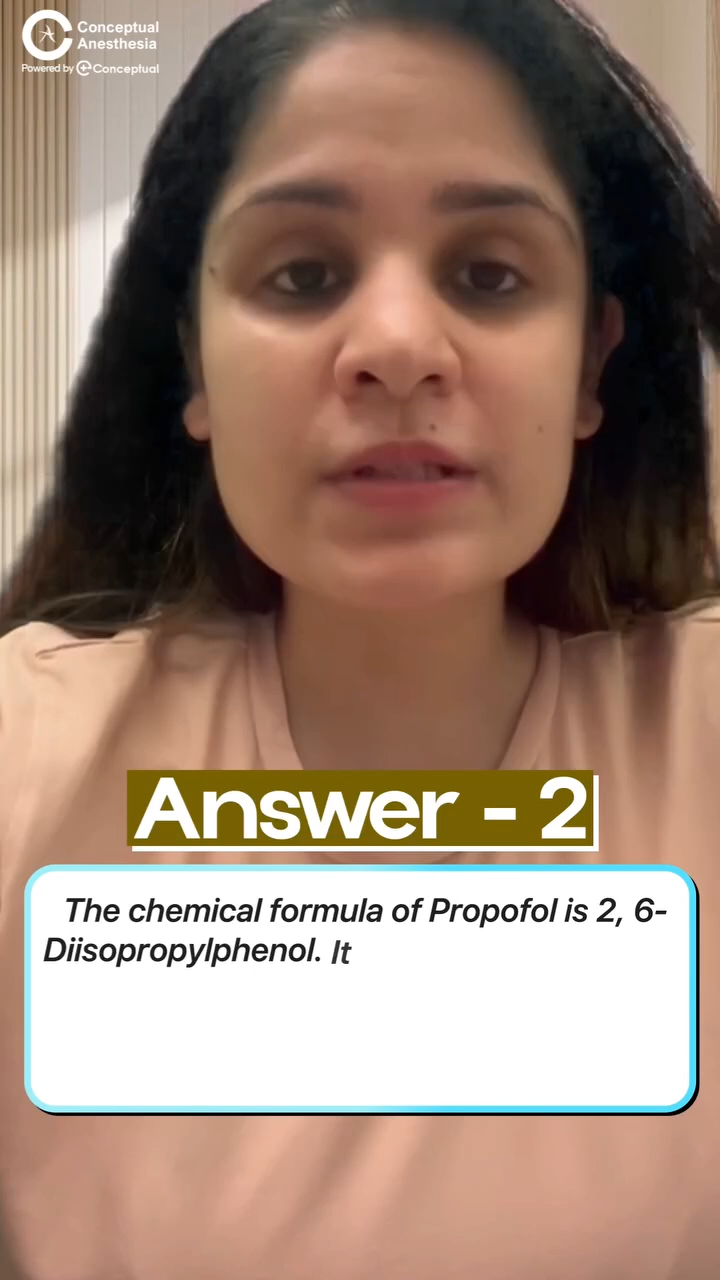 Conceptual
Anesthesia
Powered by Conceptual
Answer - 2
The chemical formula of Propofol is 2, 6-
Diisopropylphenol. It